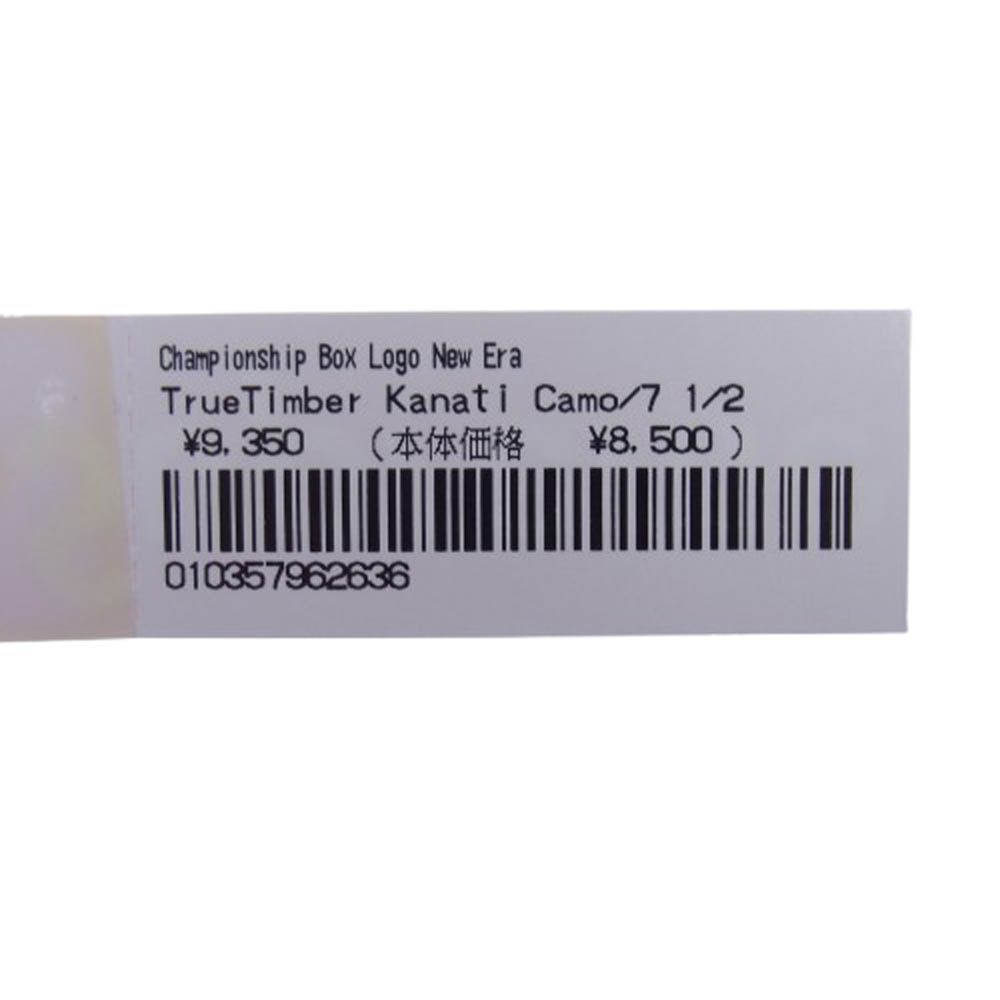 Championship Box Logo New Era
TrueTimber Kanati Camo/7 1/2
¥9,350 (本体価格 ¥8,500)
010357962636